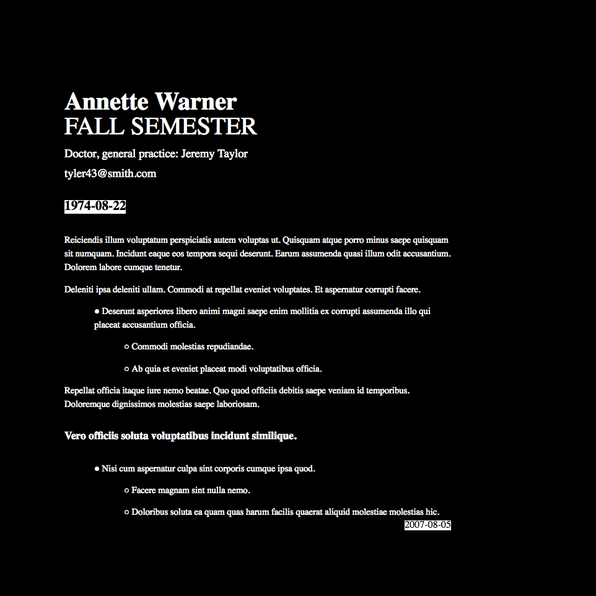 Annette Warner
FALL SEMESTER
Doctor, general practice: Jeremy Taylor
tyler43@smith.com
1974-08-22
Reiciendis illum voluptatum perspiciatis autem voluptas ut. Quisquam atque porro minus saepe quisquam
sit numquam. Incidunt eaque eos tempora sequi deserunt. Earum assumenda quasi illum odit accusantium.
Dolorem labore cumque tenetur.
Deleniti ipsa deleniti ullam. Commodi at repellat eveniet voluptates. Et aspernatur corrupti facere.
● Deserunt asperiores libero animi magni saepe enim mollitia ex corrupti assumenda illo qui
placeat accusantium officia.
○ Commodi molestias repudiandae.
○ Ab quia et eveniet placeat modi voluptatibus officia.
Repellat officia itaque iure nemo beatae. Quo quod officiis debitis saepe veniam id temporibus.
Doloremque dignissimos molestias saepe laboriosam.
Vero officiis soluta voluptatibus incidunt similique.
● Nisi cum aspernatur culpa sint corporis cumque ipsa quod.
○ Facere magnam sint nulla nemo.
○ Doloribus soluta ea quam quas harum facilis quaerat aliquid molestiae molestias hic.
2007-08-05